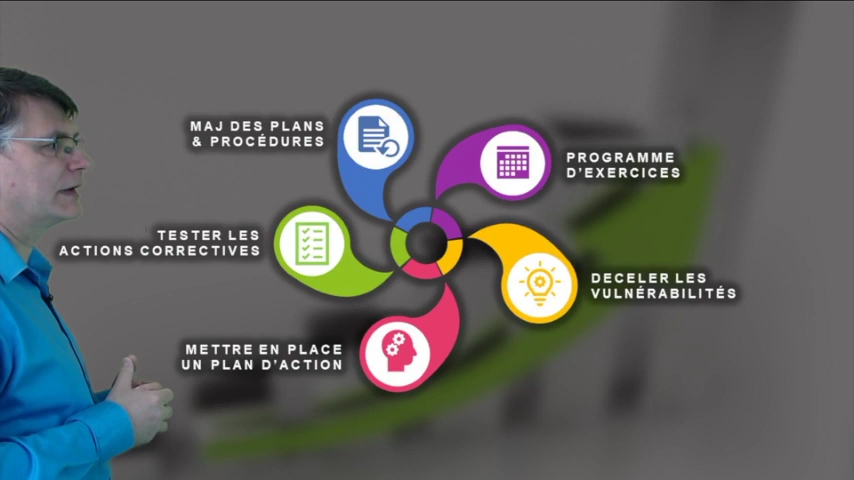 MAJ DES PLANS
& PROCÉDURES
PROGRAMME
D'EXERCICES
TESTER LES
ACTIONS CORRECTIVES
DECELER LES
VULNÉRABILITÉS
METTRE EN PLACE
UN PLAN D'ACTION